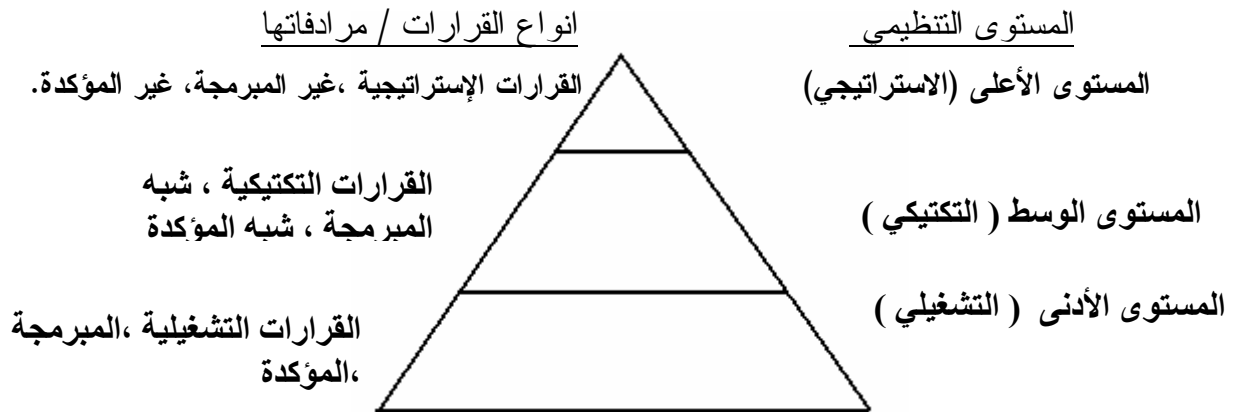 المستوى التنظيمي
انواع القرارات / مرادفاتها
المستوى الأعلى (الاستراتيجي)
القرارات الإستراتيجية ،غير المبرمجة، غير المؤكدة.
المستوى الوسط ( التكتيكي )
القرارات التكتيكية ، شبه
المبرمجة ، شبه المؤكدة
المستوى الأدنى ( التشغيلي )
القرارات التشغيلية ،المبرمجة
،المؤكدة